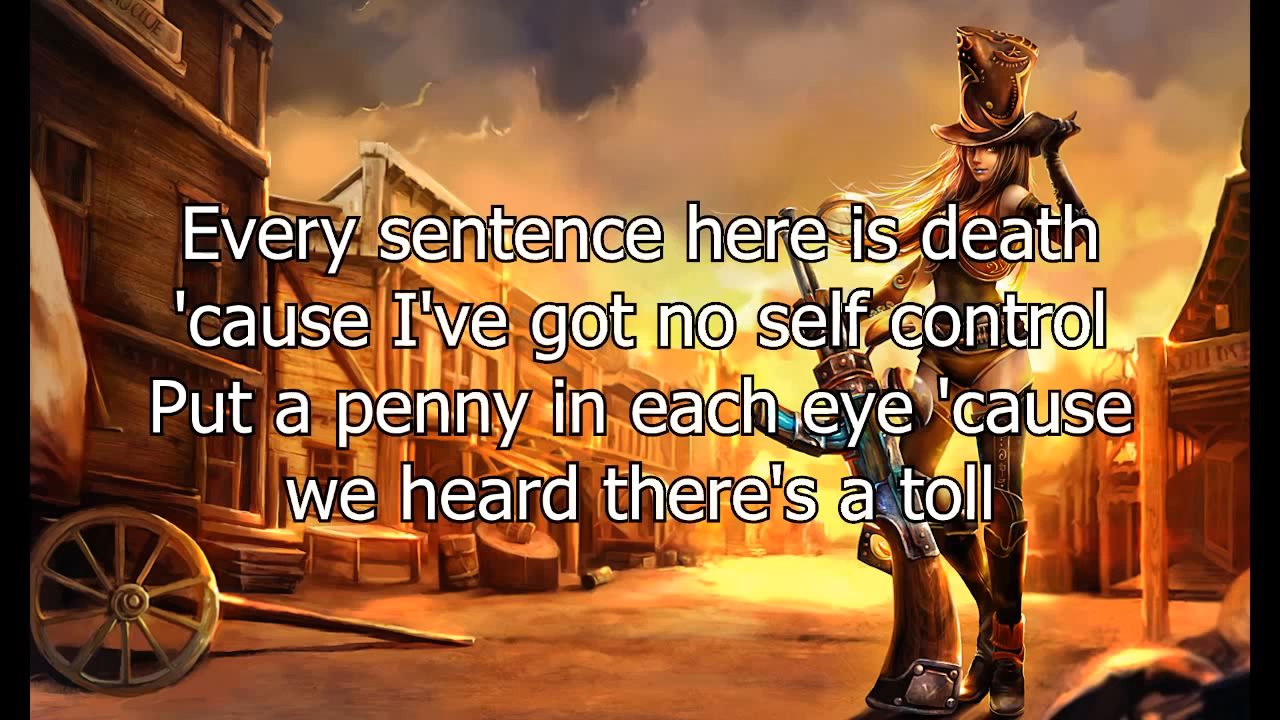 Every sentence here is death
'cause I've got no self control
Put a penny in each eye 'cause
we heard there's a toll